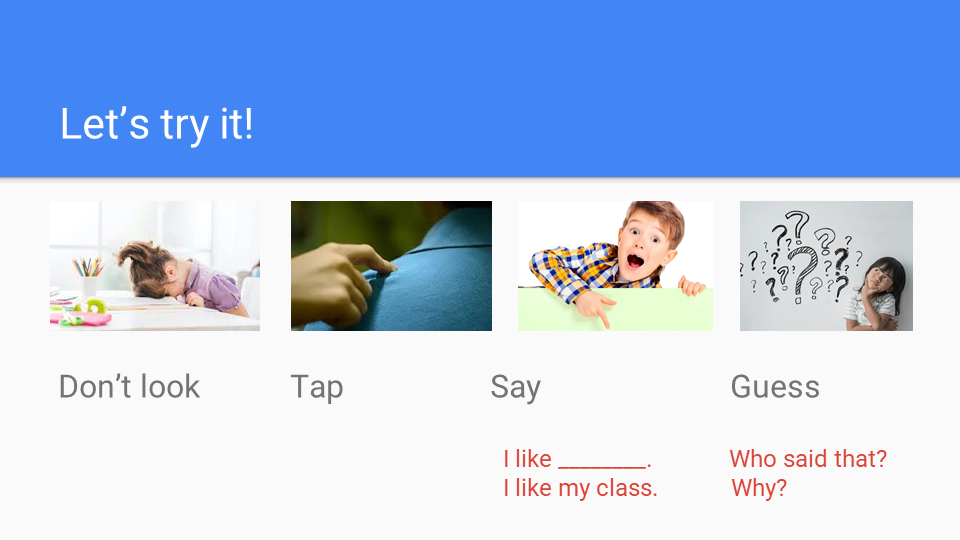 Let’s try it!
Don’t look
Tap
Say
Guess
I like ________.
I like my class.
Who said that?
Why?